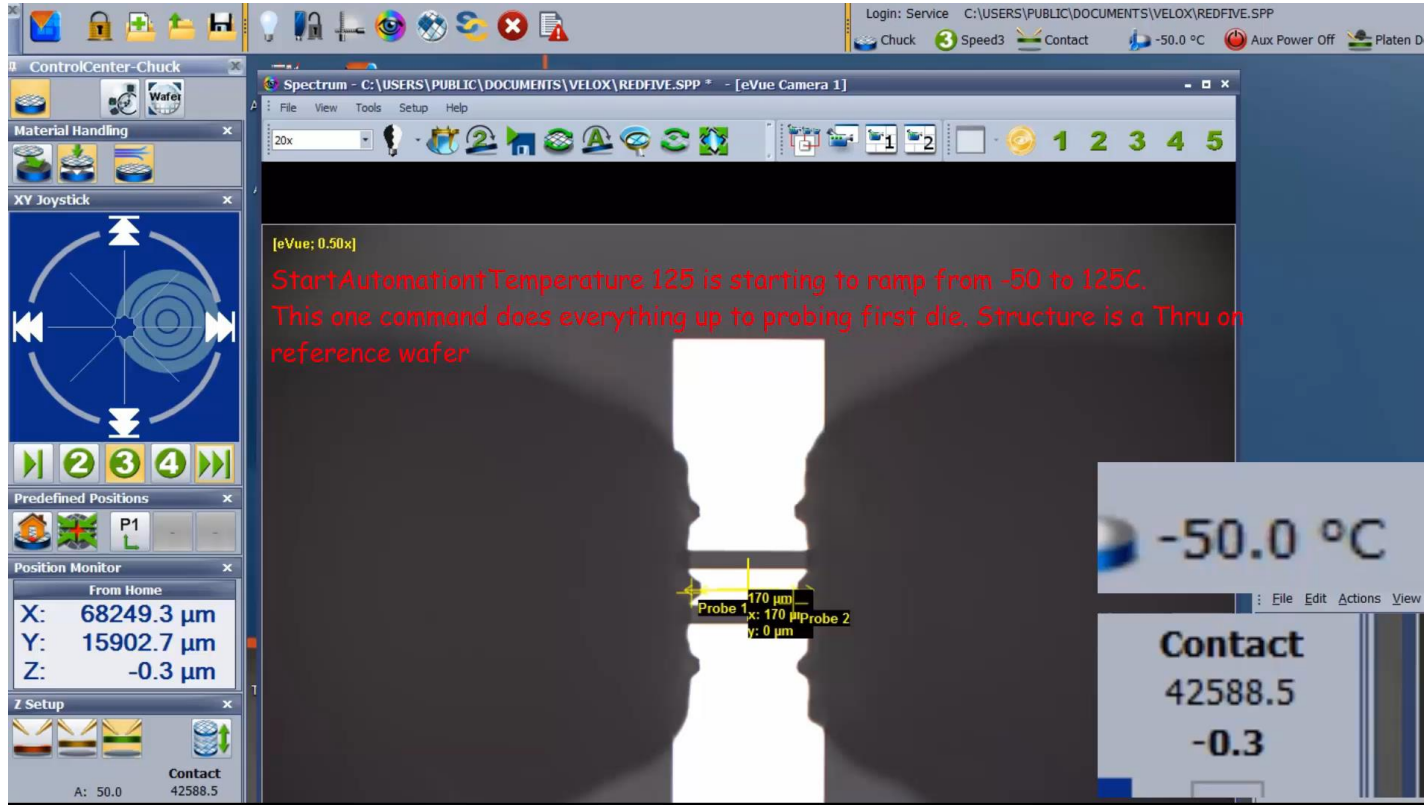 Login: Service C:\USERS\PUBLIC\DOCUMENTS\VELOX\REDFIVE.SPP
Chuck 3 Speed3 Contact -50.0 °C Aux Power Off Platen D
ControlCenter-Chuck
Wafer
Material Handling
XY Joystick
2 3 4
Predefined Positions
P1
- -
Position Monitor
From Home
X: 68249.3 µm
Y: 15902.7 µm
Z: -0.3 µm
Z Setup
Contact
A: 50.0 42588.5
Spectrum - C:\USERS\PUBLIC\DOCUMENTS\VELOX\REDFIVE.SPP * - [eVue Camera 1]
File View Tools Setup Help
20x 2 A 1 2 1 2 3 4 5
[eVue; 0.50x]
StartAutomationtTemperature 125 is starting to ramp from -50 to 125C.
This one command does everything up to probing first die. Structure is a Thru on
reference wafer
170 µm
Probe 1 x: 170 µ Probe 2
y: 0 µm
-50.0 °C
File Edit Actions View
Contact
42588.5
-0.3